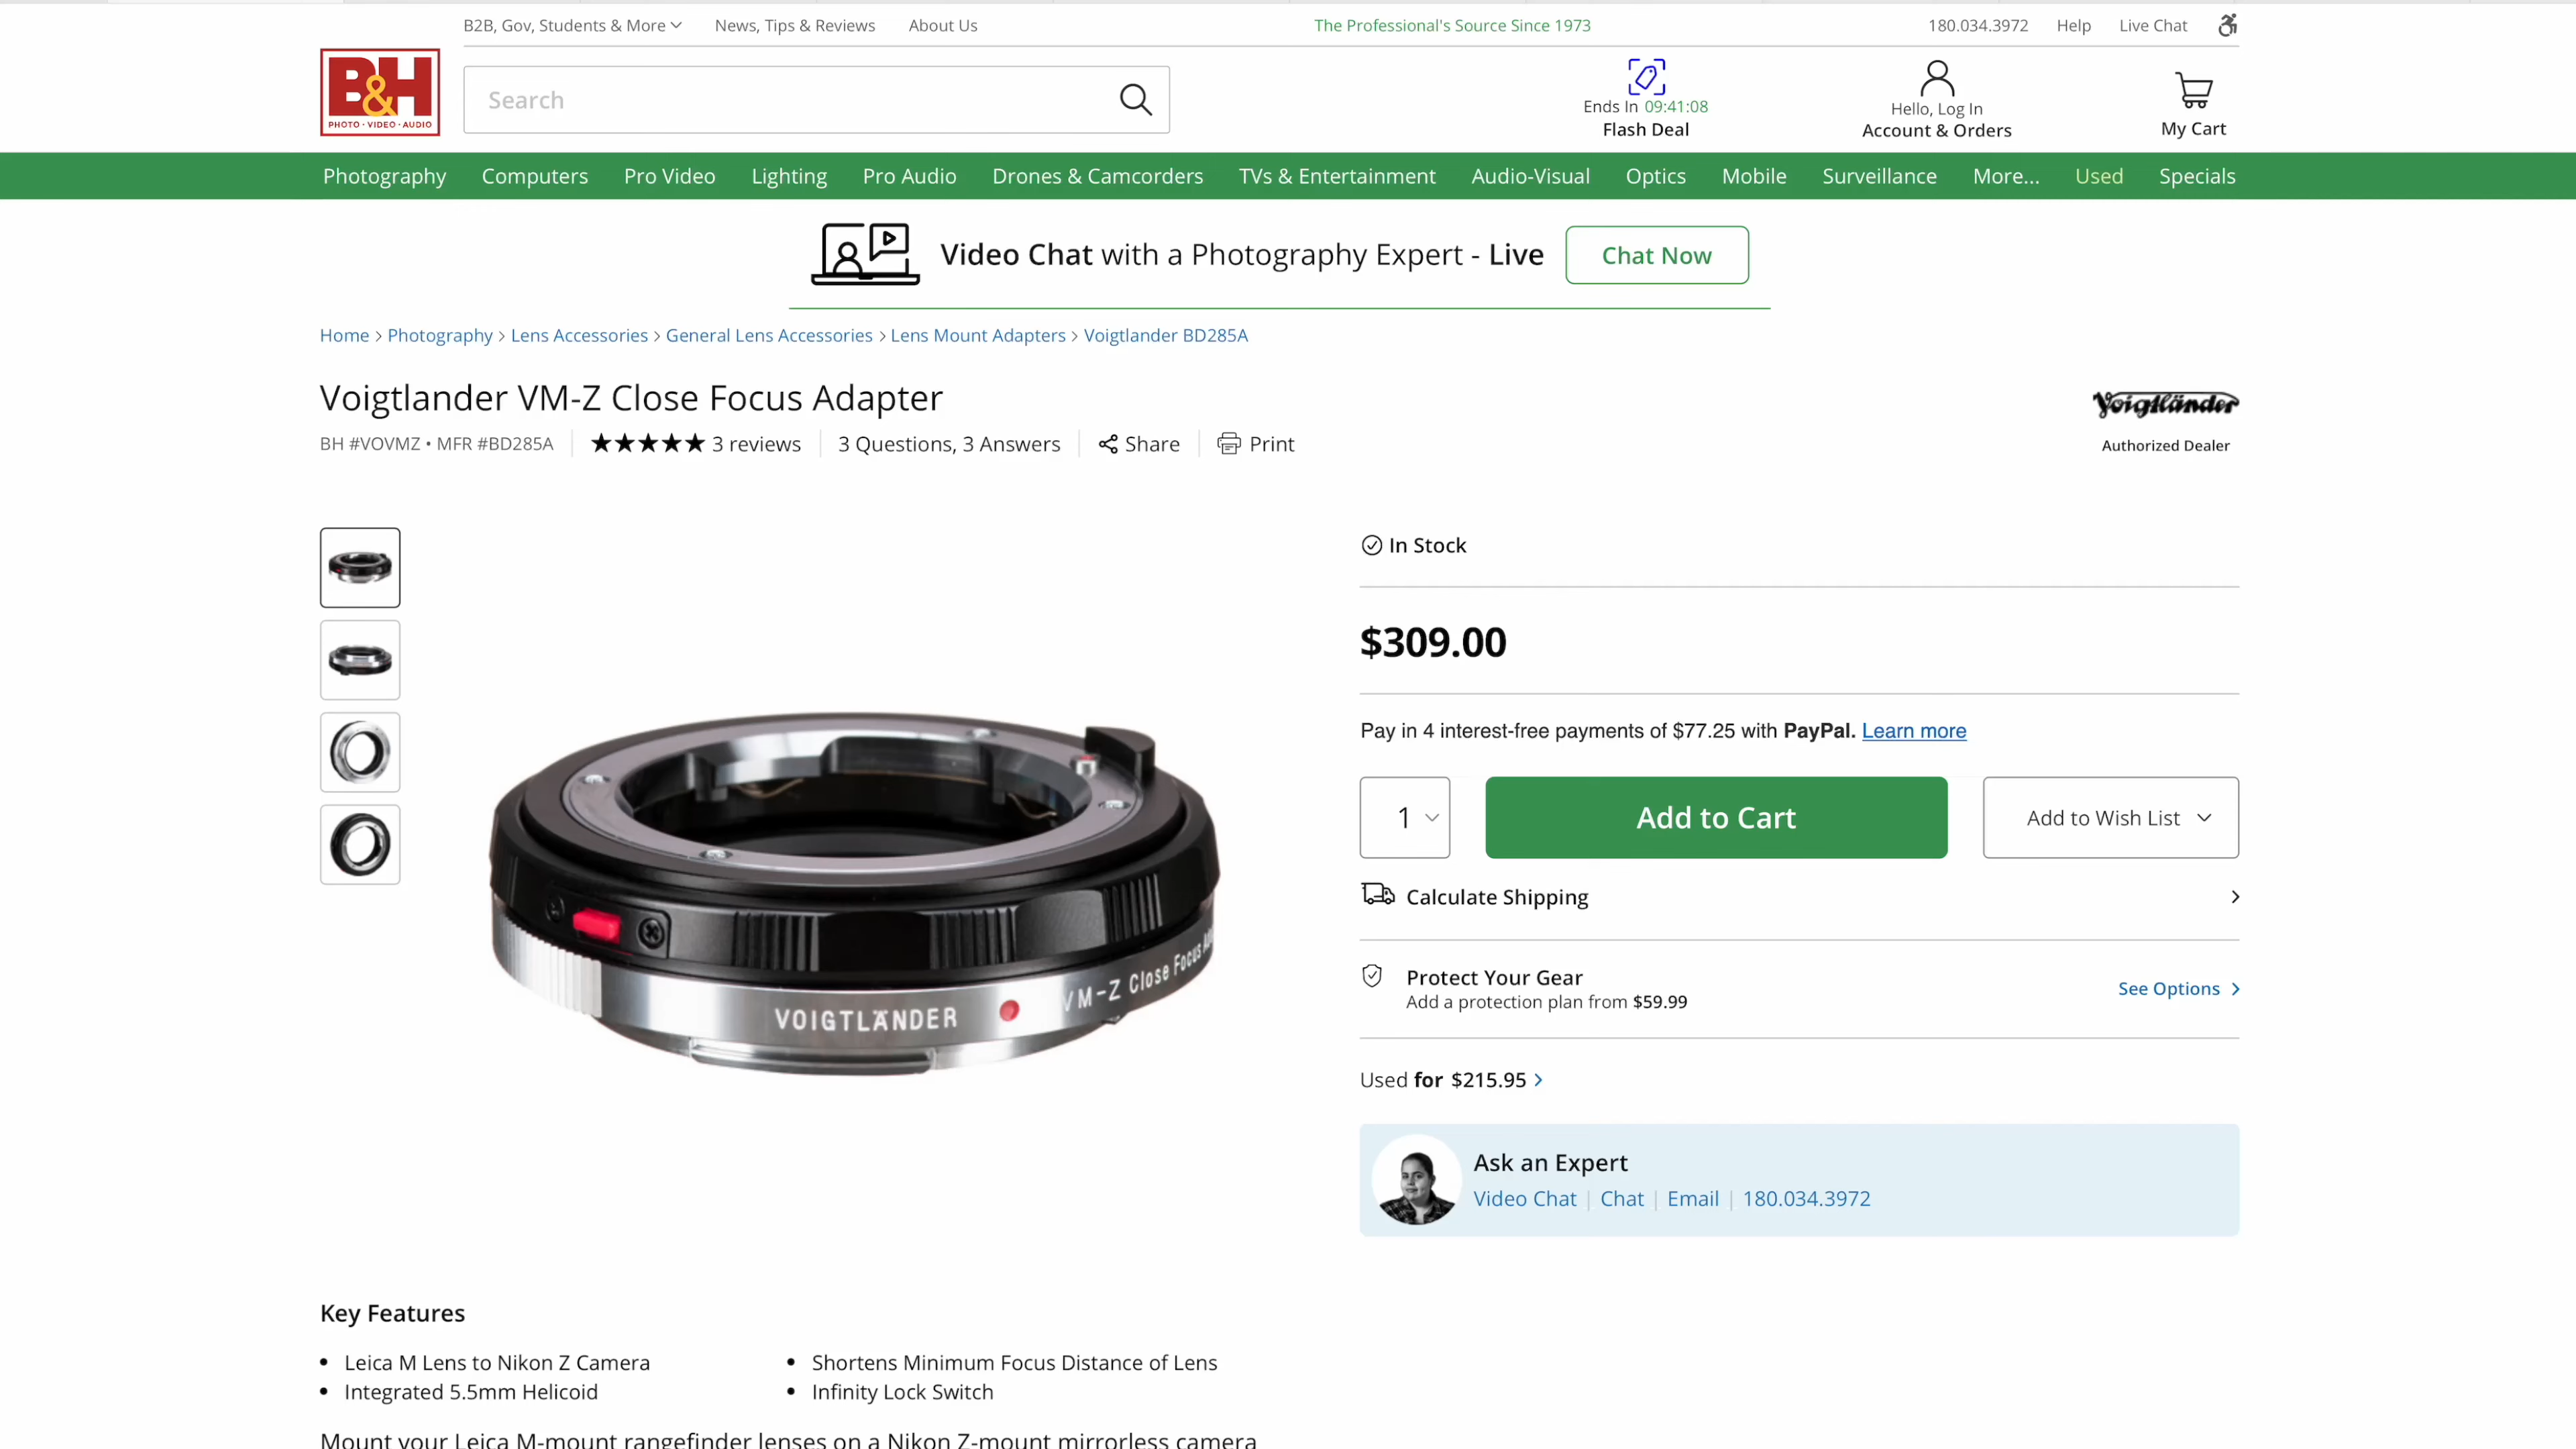 B2B, Gov, Students & More News, Tips & Reviews About Us The Professional's Source Since 1973 180.034.3972 Help Live Chat
B&H
PHOTO · VIDEO · AUDIO
Search
Ends In 09:41:08
Flash Deal
Hello, Log In
Account & Orders
My Cart
Photography Computers Pro Video Lighting Pro Audio Drones & Camcorders TVs & Entertainment Audio-Visual Optics Mobile Surveillance More... Used Specials
Video Chat with a Photography Expert - Live Chat Now
Home > Photography > Lens Accessories > General Lens Accessories > Lens Mount Adapters > Voigtlander BD285A
Voigtlander VM-Z Close Focus Adapter
BH #VOVMZ • MFR #BD285A ★★★★★ 3 reviews 3 Questions, 3 Answers Share Print
Voigtländer
Authorized Dealer
VOIGTLÄNDER VM-Z Close Focus
In Stock
$309.00
Pay in 4 interest-free payments of $77.25 with PayPal. Learn more
1 Add to Cart Add to Wish List
Calculate Shipping
Protect Your Gear
Add a protection plan from $59.99
See Options
Used for $215.95
Ask an Expert
Video Chat | Chat | Email | 180.034.3972
Key Features
• Leica M Lens to Nikon Z Camera
• Integrated 5.5mm Helicoid
• Shortens Minimum Focus Distance of Lens
• Infinity Lock Switch
Mount your Leica M-mount rangefinder lenses on a Nikon Z-mount mirrorless camera